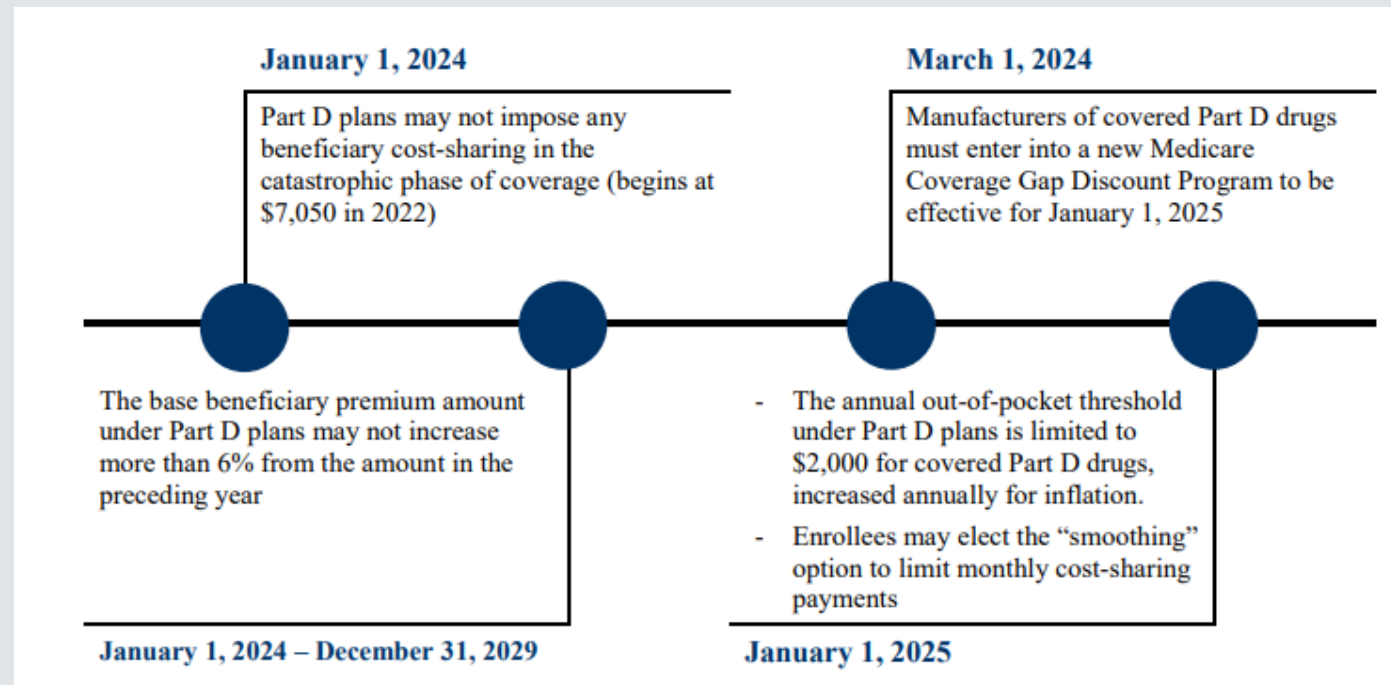 January 1, 2024
Part D plans may not impose any
beneficiary cost-sharing in the
catastrophic phase of coverage (begins at
$7,050 in 2022)
March 1, 2024
Manufacturers of covered Part D drugs
must enter into a new Medicare
Coverage Gap Discount Program to be
effective for January 1, 2025
The base beneficiary premium amount
under Part D plans may not increase
more than 6% from the amount in the
preceding year
January 1, 2024 – December 31, 2029
- The annual out-of-pocket threshold
under Part D plans is limited to
$2,000 for covered Part D drugs,
increased annually for inflation.
- Enrollees may elect the “smoothing”
option to limit monthly cost-sharing
payments
January 1, 2025